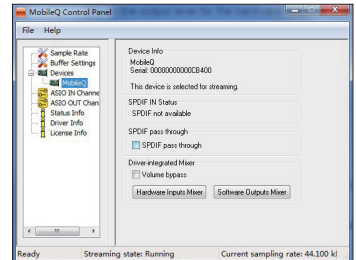 MobileQ Control Panel
File Help
Sample Rate
Buffer Settings
Devices
MobileQ
ASIO IN Channe
ASIO OUT Chan
Status Info
Driver Info
License Info
Device Info
MobileQ
Serial: 00000000000CB400
This device is selected for streaming.
SPDIF IN Status
SPDIF not available
SPDIF pass through
SPDIF pass through
Driver-integrated Mixer
Volume bypass
Hardware Inputs Mixer Software Outputs Mixer
Ready Streaming state: Running Current sampling rate: 44.100 kl